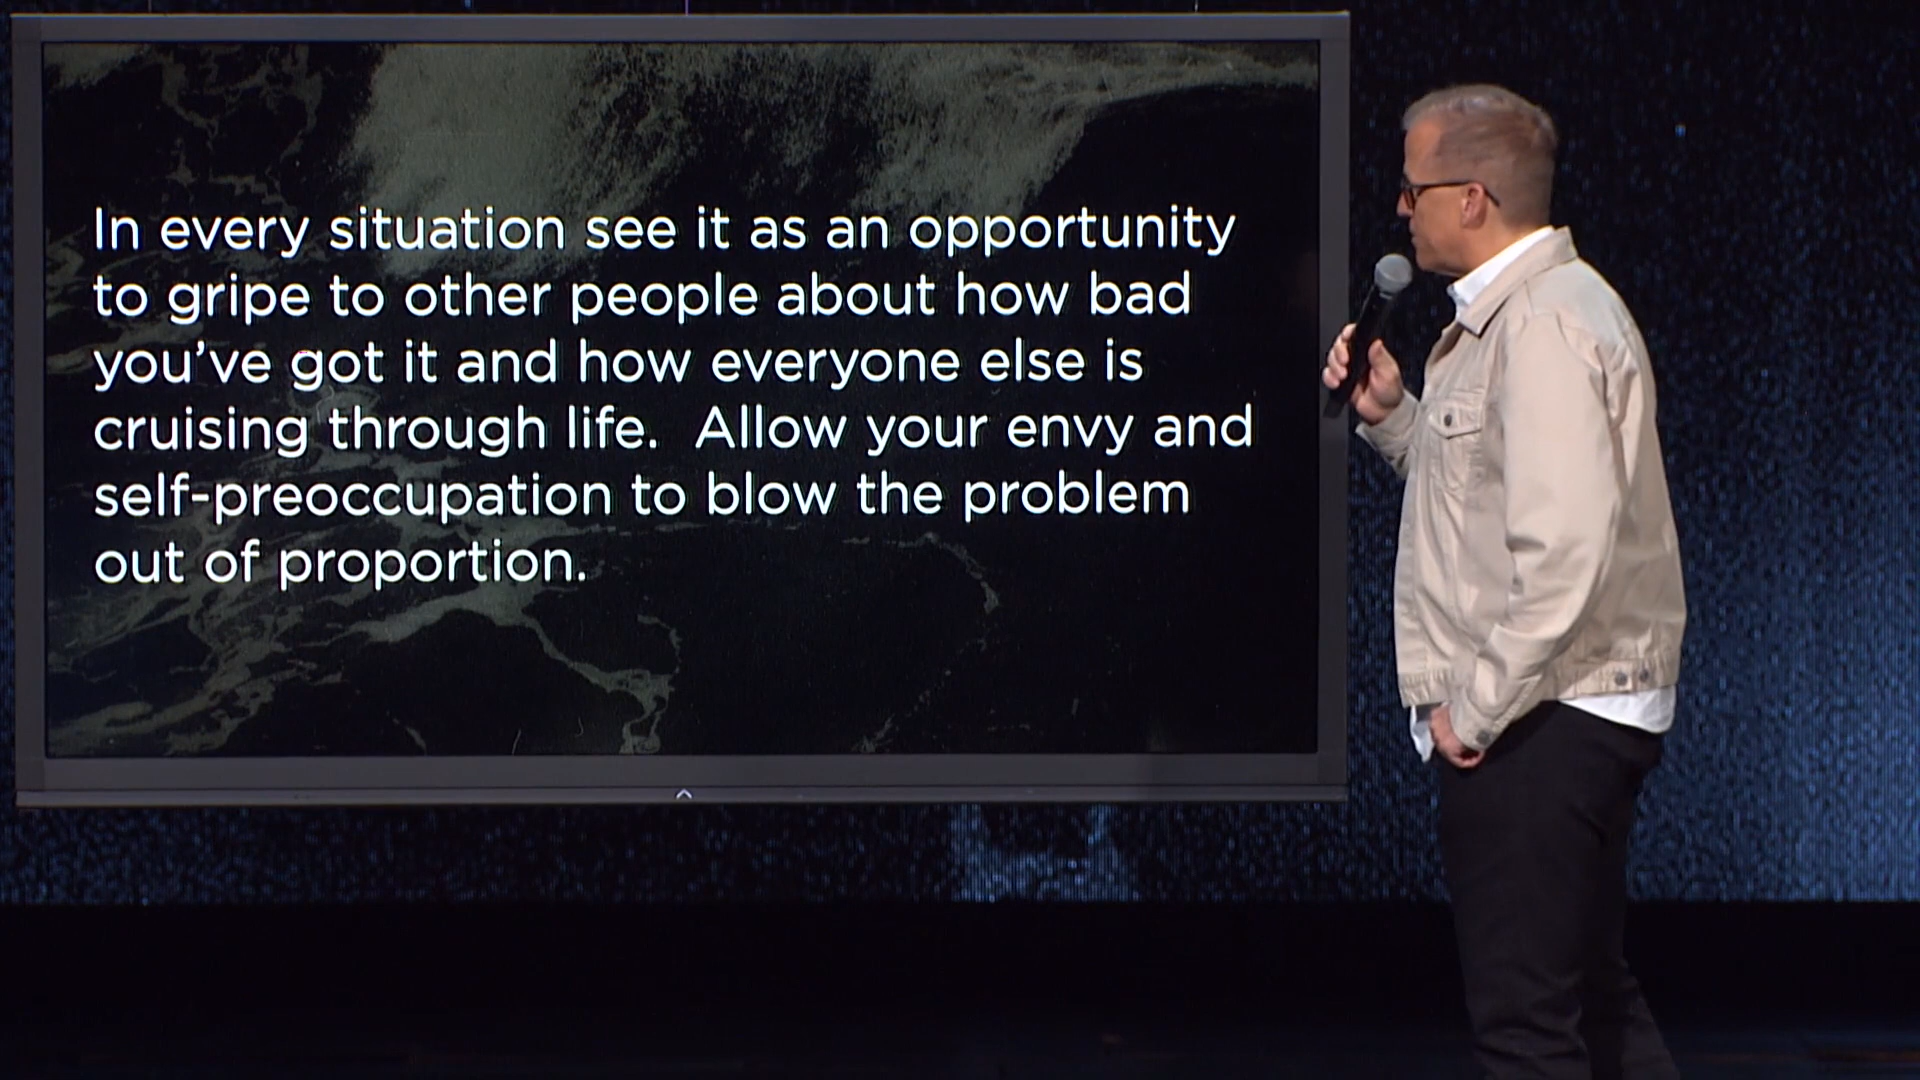 In every situation see it as an opportunity
to gripe to other people about how bad
you've got it and how everyone else is
cruising through life.  Allow your envy and
self-preoccupation to blow the problem
out of proportion.